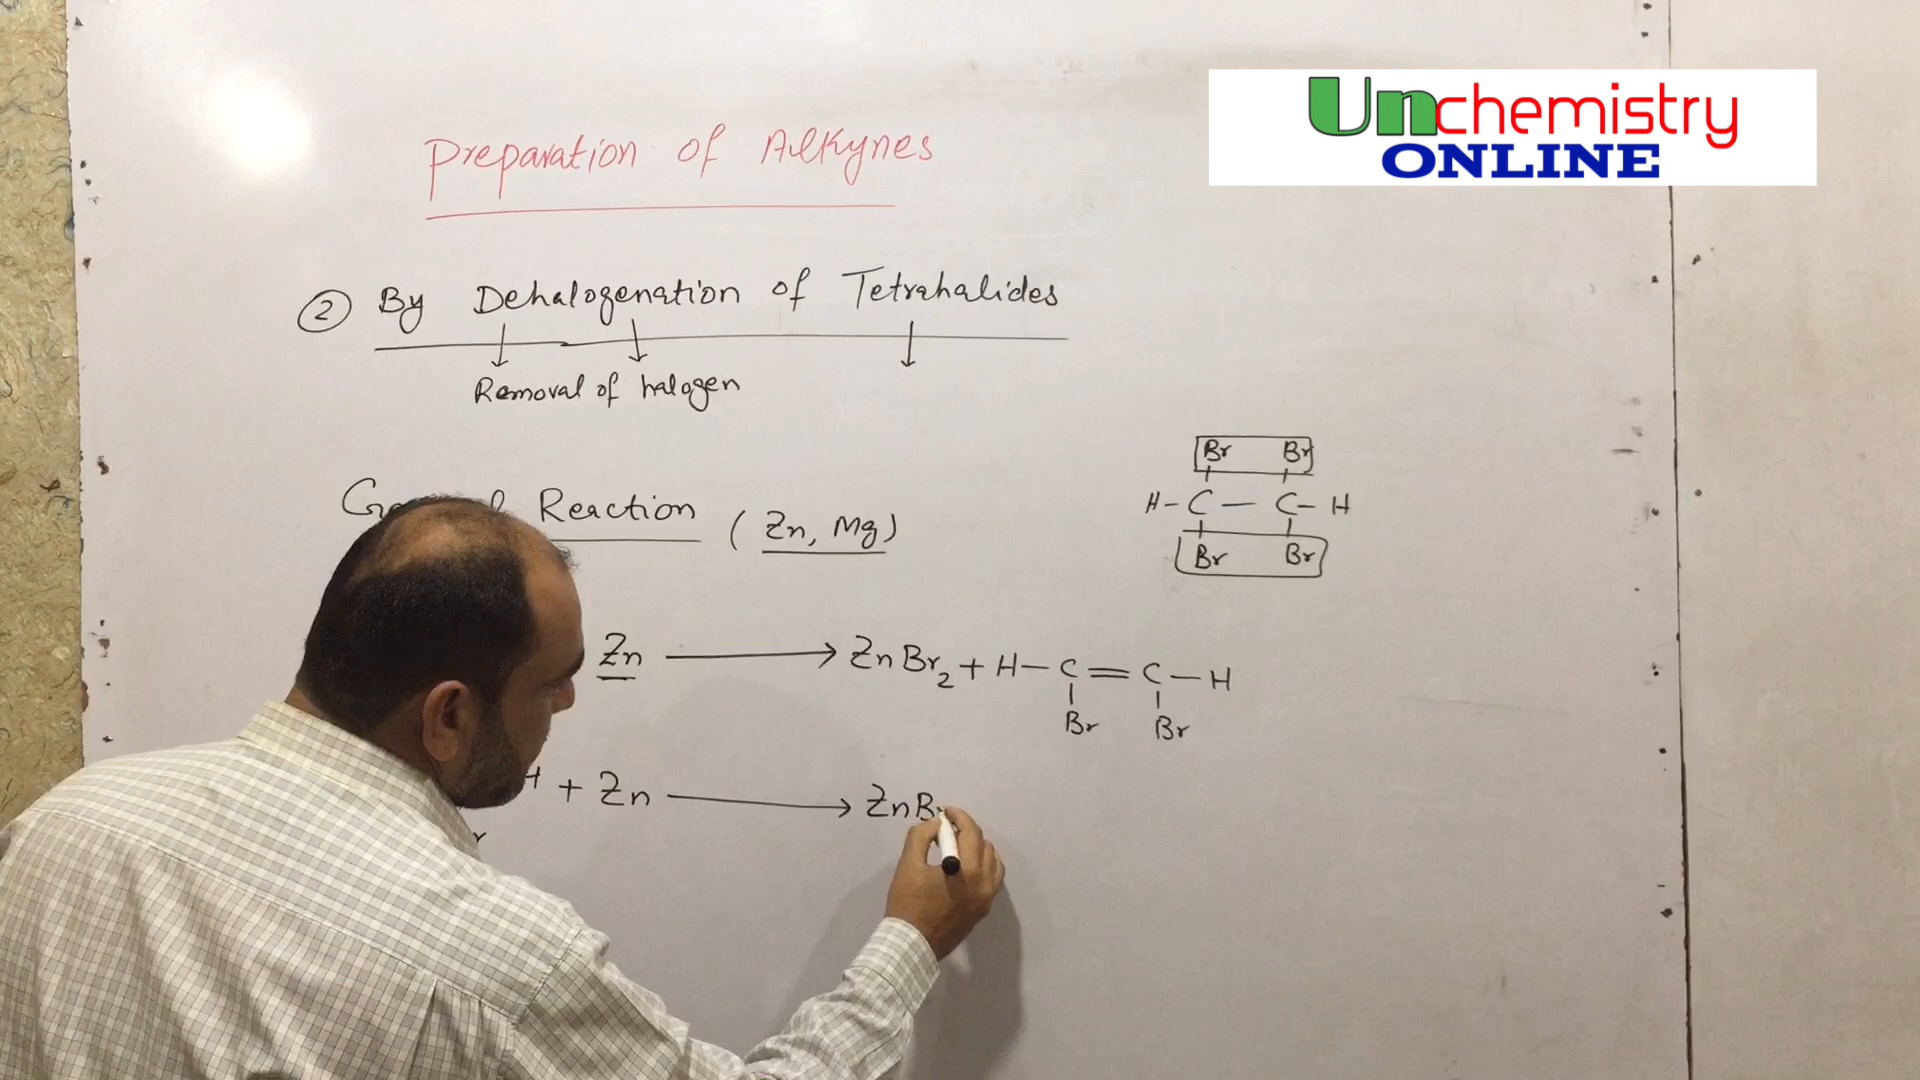 Unchemistry
ONLINE
Preparation of Alkynes
② By Dehalogenation of Tetrahalides
Removal of halogen
Br Br
H - C — C - H
Br Br
Reaction (Zn, Mg)
Zn → ZnBr₂ + H — C = C — H
Br Br
+ Zn → ZnBr